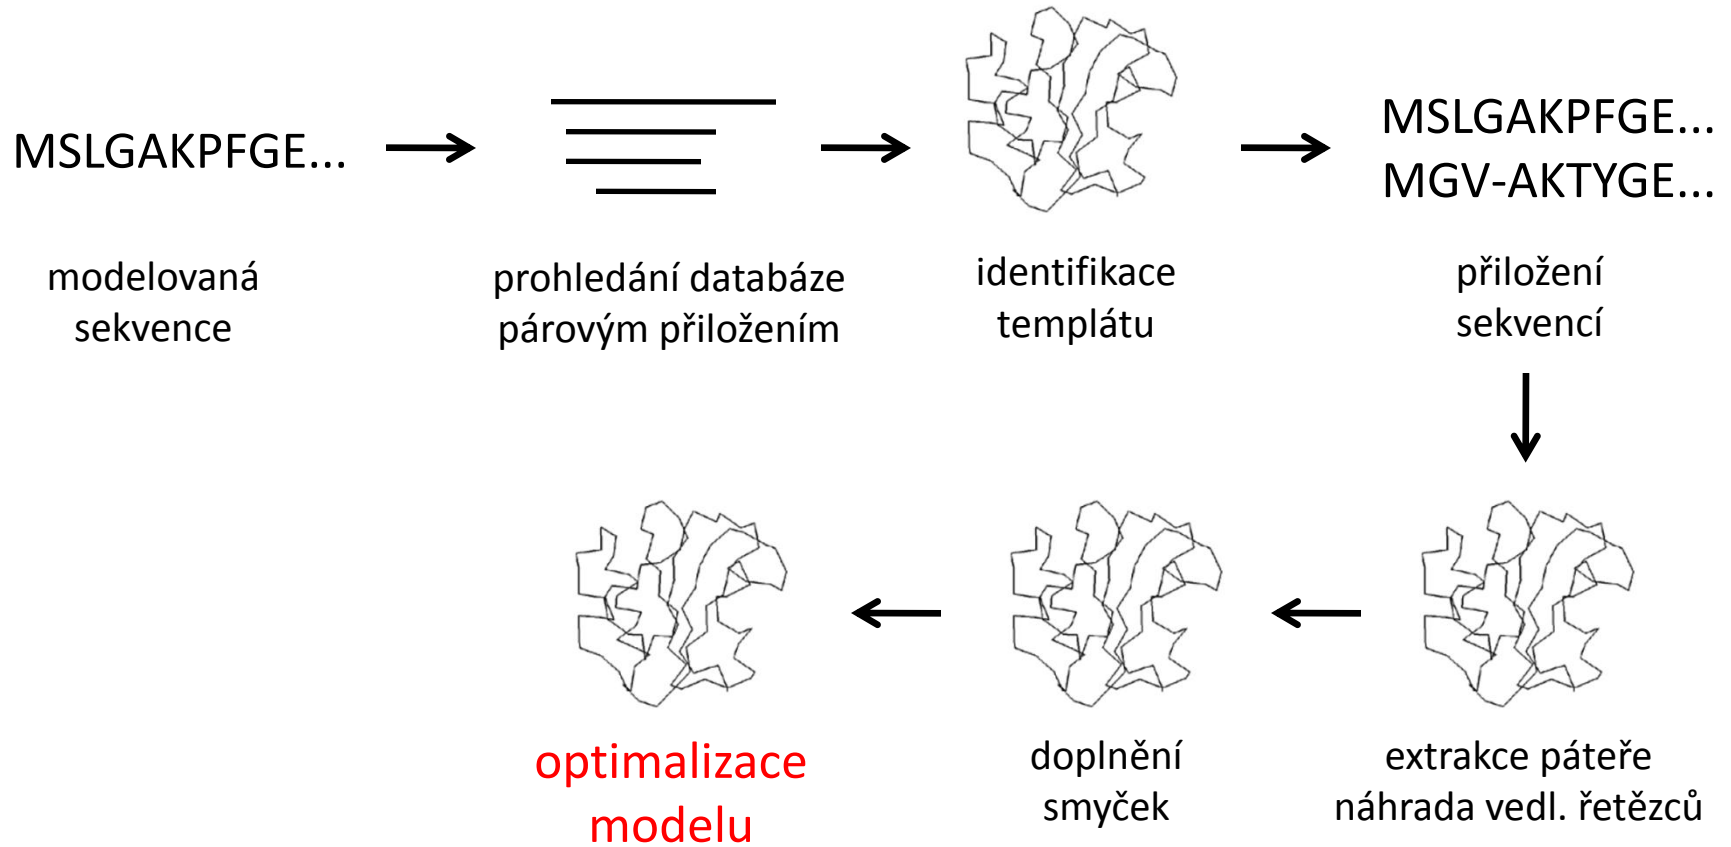 MSLGAKPFGE...
modelovaná
sekvence
prohledání databáze
párovým přiložením
identifikace
templátu
MSLGAKPFGE...
MGV-AKTYGE...
přiložení
sekvencí
extrakce páteře
náhrada vedl. řetězců
doplnění
smyček
optimalizace
modelu